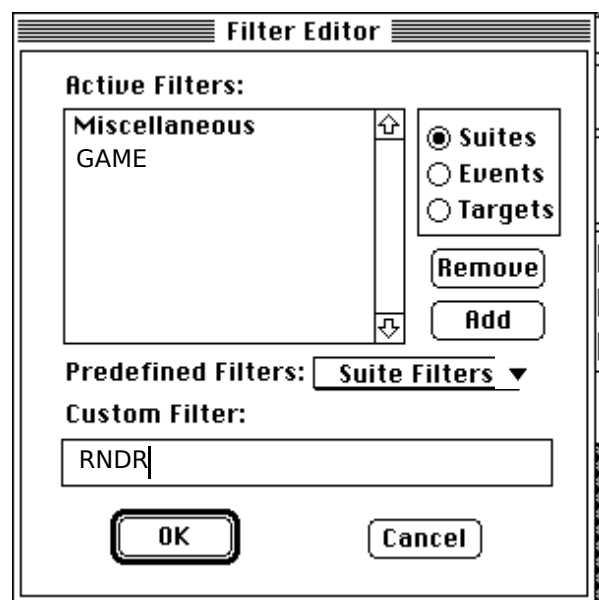 Filter Editor
Active Filters:
Miscellaneous
GAME
Suites
Events
Targets
Remove
Add
Predefined Filters: Suite Filters
Custom Filter:
RNDR
OK
Cancel